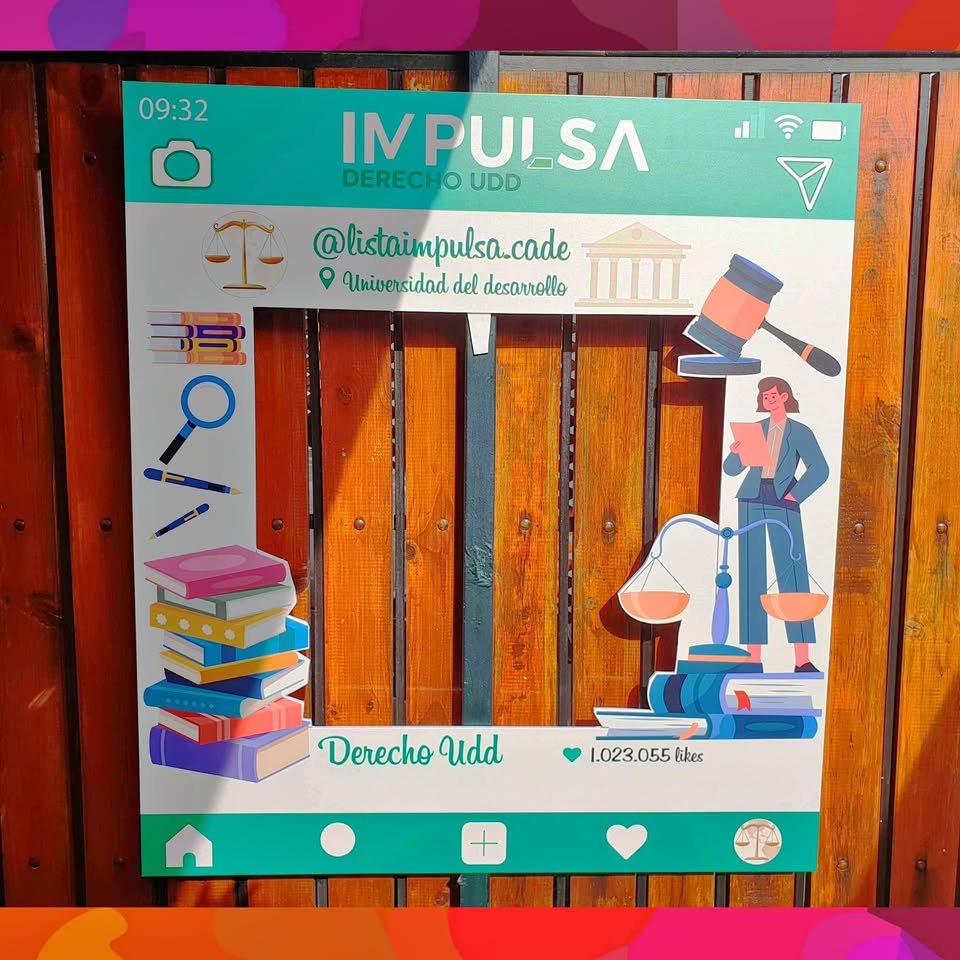 09:32
IMPULSA
DERECHO UDD
@listaimpulsa.cade
Universidad del desarrollo
Derecho Udd
1.023.055 likes